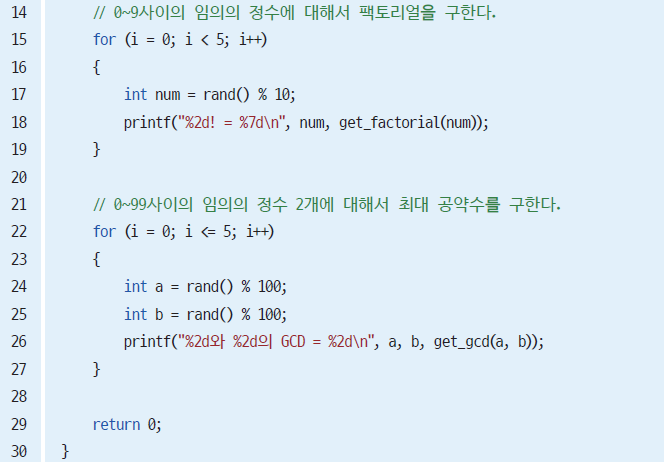 14 // 0~9사이의 임의의 정수에 대해서 팩토리얼을 구한다.
15 for (i = 0; i < 5; i++)
16 {
17 int num = rand() % 10;
18 printf("%2d! = %7d\n", num, get_factorial(num));
19 }
20
21 // 0~99사이의 임의의 정수 2개에 대해서 최대 공약수를 구한다.
22 for (i = 0; i <= 5; i++)
23 {
24 int a = rand() % 100;
25 int b = rand() % 100;
26 printf("%2d와 %2d의 GCD = %2d\n", a, b, get_gcd(a, b));
27 }
28
29 return 0;
30 }